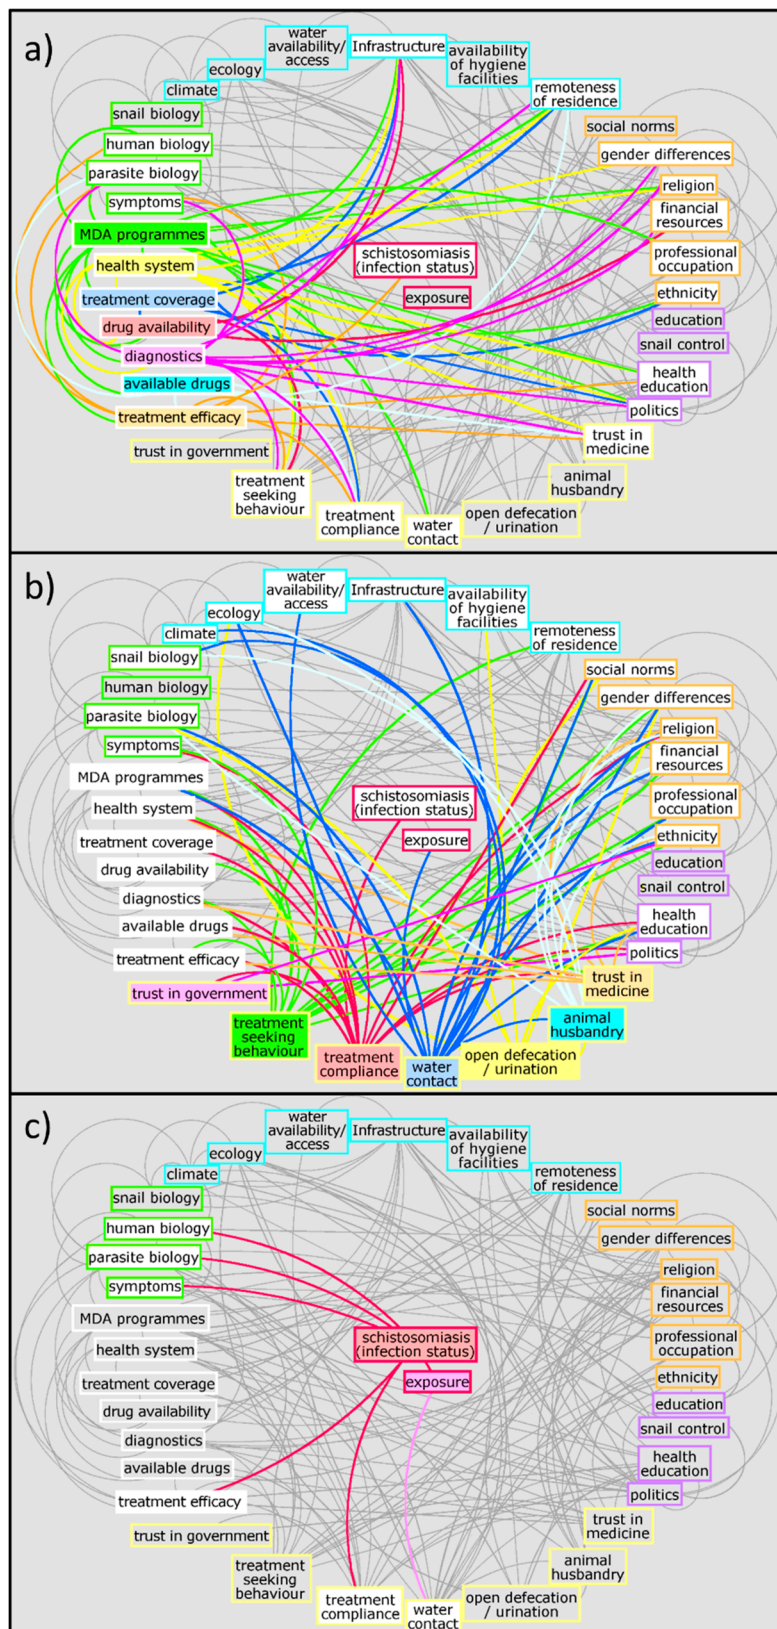 a)
water
availability/
access
Infrastructure
availability
of hygiene
facilities
ecology
climate
remoteness
of residence
snail biology
social norms
human biology
gender differences
parasite biology
religion
symptoms
financial
resources
MDA programmes
schistosomiasis
(infection status)
professional
occupation
health system
treatment coverage
exposure
ethnicity
drug availability
education
snail control
diagnostics
health
education
available drugs
politics
treatment efficacy
trust in
medicine
trust in government
treatment
seeking
behaviour
animal
husbandry
treatment
compliance
water
contact
open defecation
/ urination
b)
water
availability/
access
Infrastructure
availability
of hygiene
facilities
ecology
climate
remoteness
of residence
snail biology
social norms
human biology
gender differences
parasite biology
religion
symptoms
financial
resources
MDA programmes
schistosomiasis
(infection status)
professional
occupation
health system
treatment coverage
exposure
ethnicity
drug availability
education
snail control
diagnostics
health
education
available drugs
politics
treatment efficacy
trust in
medicine
trust in government
treatment
seeking
behaviour
animal
husbandry
treatment
compliance
water
contact
open defecation
/ urination
c)
water
availability/
access
Infrastructure
availability
of hygiene
facilities
ecology
climate
remoteness
of residence
snail biology
social norms
human biology
gender differences
parasite biology
religion
symptoms
financial
resources
MDA programmes
schistosomiasis
(infection status)
professional
occupation
health system
treatment coverage
exposure
ethnicity
drug availability
education
snail control
diagnostics
health
education
available drugs
politics
treatment efficacy
trust in
medicine
trust in government
treatment
seeking
behaviour
animal
husbandry
treatment
compliance
water
contact
open defecation
/ urination